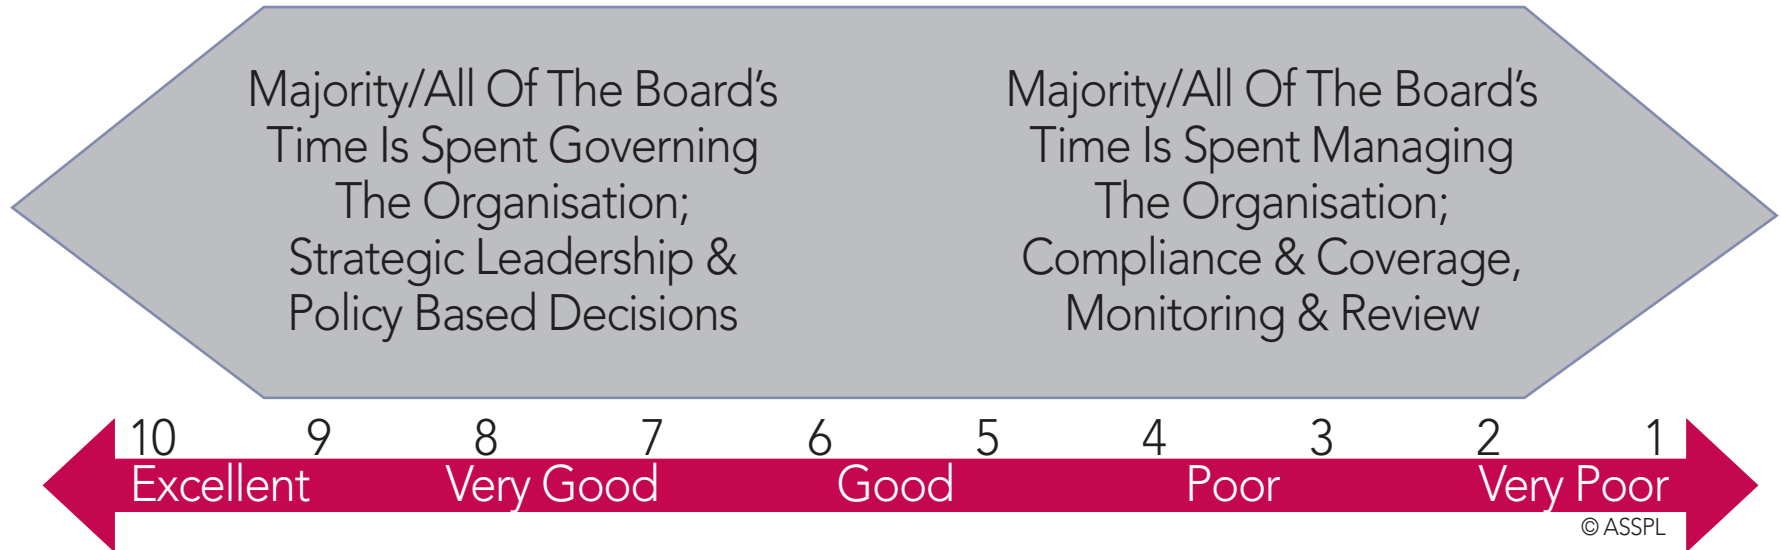 Majority/All Of The Board's
Time Is Spent Governing
The Organisation;
Strategic Leadership &
Policy Based Decisions
Majority/All Of The Board's
Time Is Spent Managing
The Organisation;
Compliance & Coverage,
Monitoring & Review
10 9 8 7 6 5 4 3 2 1
Excellent Very Good Good Poor Very Poor
© ASSPL